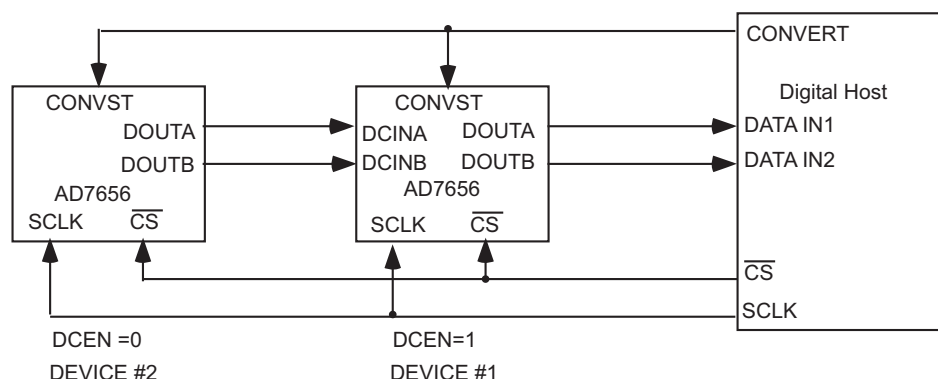 CONVERT
Digital Host
CONVST
CONVST
DOUTA
DCINA
DOUTA
DATA IN1
DOUTB
DCINB
DOUTB
DATA IN2
AD7656
AD7656
SCLK
CS
SCLK
CS
CS
SCLK
DCEN =0
DCEN=1
DEVICE #2
DEVICE #1